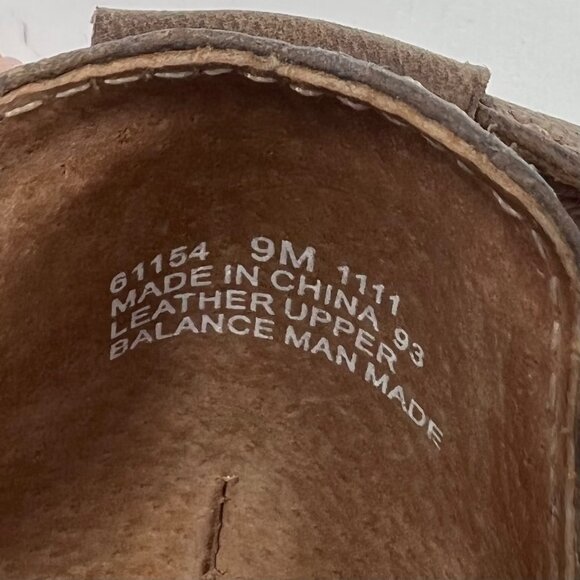 61154 9M 1111
MADE IN CHINA 93
LEATHER UPPER
BALANCE MAN MADE